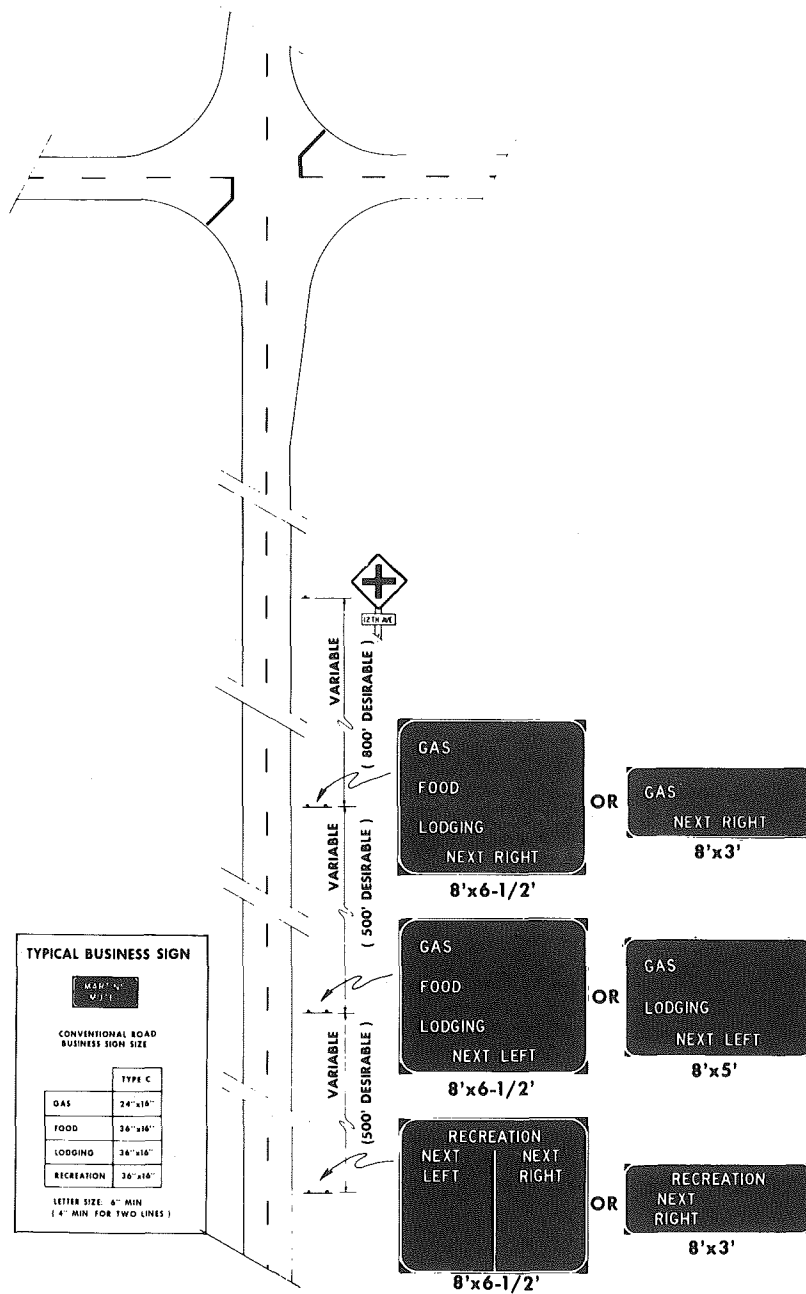 12TH AVE
VARIABLE
( 800' DESIRABLE )
GAS
FOOD
LODGING
NEXT RIGHT
8'x6-1/2'
OR
GAS
NEXT RIGHT
8'x3'
VARIABLE
( 500' DESIRABLE )
GAS
FOOD
LODGING
NEXT LEFT
8'x6-1/2'
OR
GAS
LODGING
NEXT LEFT
8'x5'
VARIABLE
(500' DESIRABLE )
RECREATION
NEXT LEFT
NEXT RIGHT
8'x6-1/2'
OR
RECREATION
NEXT
RIGHT
8'x3'
TYPICAL BUSINESS SIGN
CONVENTIONAL ROAD
BUSINESS SIGN SIZE
TYPE C
GAS 24"x16"
FOOD 36"x16"
LODGING 36"x16"
RECREATION 36"x16"
LETTER SIZE: 6" MIN
( 4" MIN FOR TWO LINES )